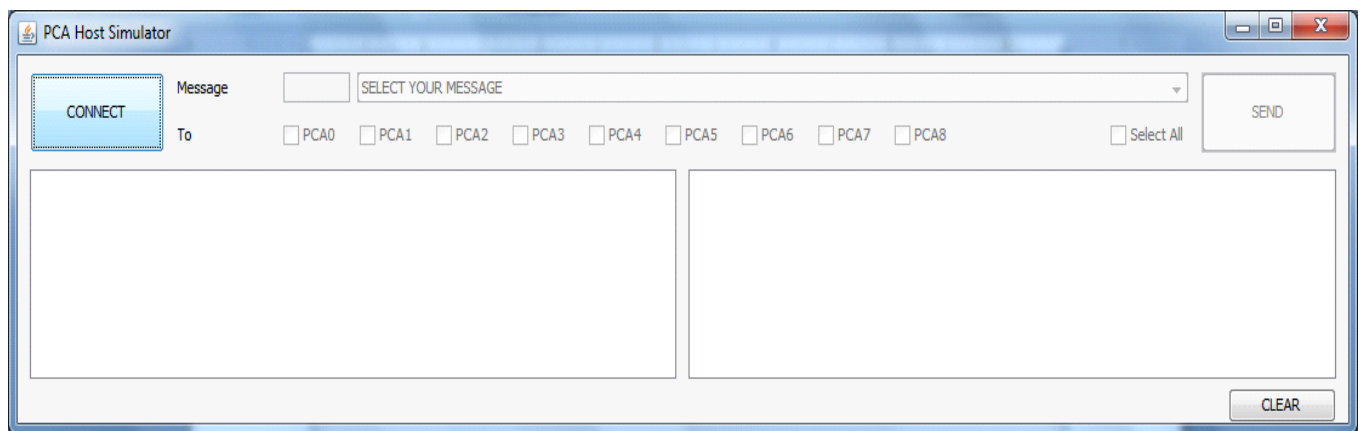 PCA Host Simulator
CONNECT
Message
SELECT YOUR MESSAGE
SEND
To
PCA0 PCA1 PCA2 PCA3 PCA4 PCA5 PCA6 PCA7 PCA8 Select All
CLEAR